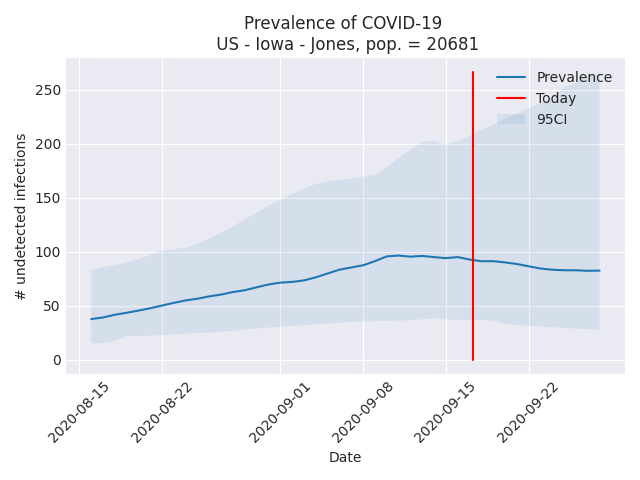 Prevalence of COVID-19
US - Iowa - Jones, pop. = 20681
# undetected infections
250
200
150
100
50
0
Prevalence
Today
95CI
2020-08-15
2020-08-22
2020-09-01
2020-09-08
2020-09-15
2020-09-22
Date